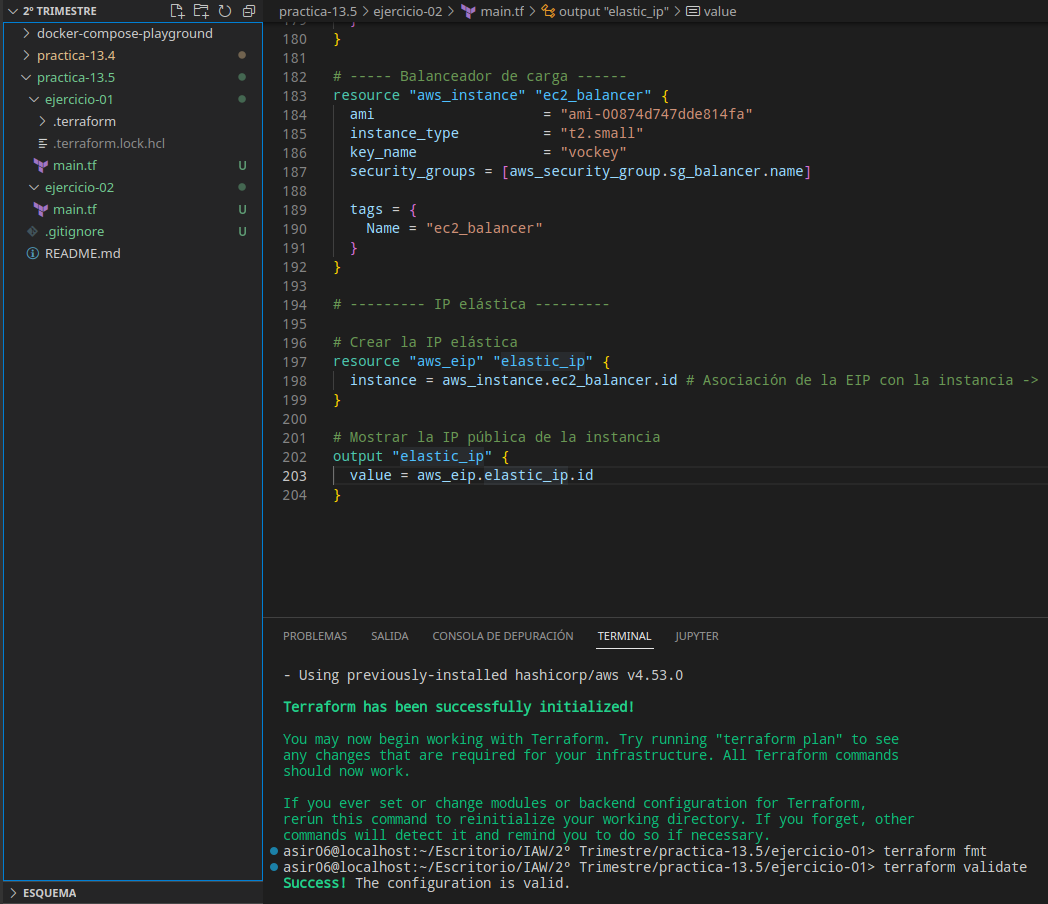 2º TRIMESTRE
docker-compose-playground
practica-13.4
practica-13.5
ejercicio-01
.terraform
.terraform.lock.hcl
main.tf U
ejercicio-02
main.tf U
.gitignore U
README.md
ESQUEMA
practica-13.5 > ejercicio-02 > main.tf > output "elastic_ip" > value
179 }
180 }
181
182 # ----- Balanceador de carga ------
183 resource "aws_instance" "ec2_balancer" {
184 ami = "ami-00874d747dde814fa"
185 instance_type = "t2.small"
186 key_name = "vockey"
187 security_groups = [aws_security_group.sg_balancer.name]
188
189 tags = {
190 Name = "ec2_balancer"
191 }
192 }
193
194 # --------- IP elástica ---------
195
196 # Crear la IP elástica
197 resource "aws_eip" "elastic_ip" {
198 instance = aws_instance.ec2_balancer.id # Asociación de la EIP con la instancia ->
199 }
200
201 # Mostrar la IP pública de la instancia
202 output "elastic_ip" {
203 value = aws_eip.elastic_ip.id
204 }
PROBLEMAS SALIDA CONSOLA DE DEPURACIÓN TERMINAL JUPYTER
- Using previously-installed hashicorp/aws v4.53.0
Terraform has been successfully initialized!
You may now begin working with Terraform. Try running "terraform plan" to see
any changes that are required for your infrastructure. All Terraform commands
should now work.
If you ever set or change modules or backend configuration for Terraform,
rerun this command to reinitialize your working directory. If you forget, other
commands will detect it and remind you to do so if necessary.
asir06@localhost:~/Escritorio/IAW/2º Trimestre/practica-13.5/ejercicio-01> terraform fmt
asir06@localhost:~/Escritorio/IAW/2º Trimestre/practica-13.5/ejercicio-01> terraform validate
Success! The configuration is valid.